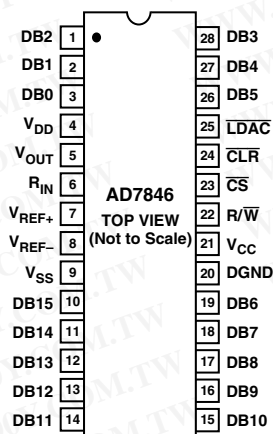 DB2 1 28 DB3
DB1 2 27 DB4
DB0 3 26 DB5
VDD 4 25 LDAC
VOUT 5 24 CLR
RIN 6 23 CS
AD7846
VREF+ 7 22 R/W
TOP VIEW
VREF– 8 (Not to Scale) 21 VCC
VSS 9 20 DGND
DB15 10 19 DB6
DB14 11 18 DB7
DB13 12 17 DB8
DB12 13 16 DB9
DB11 14 15 DB10